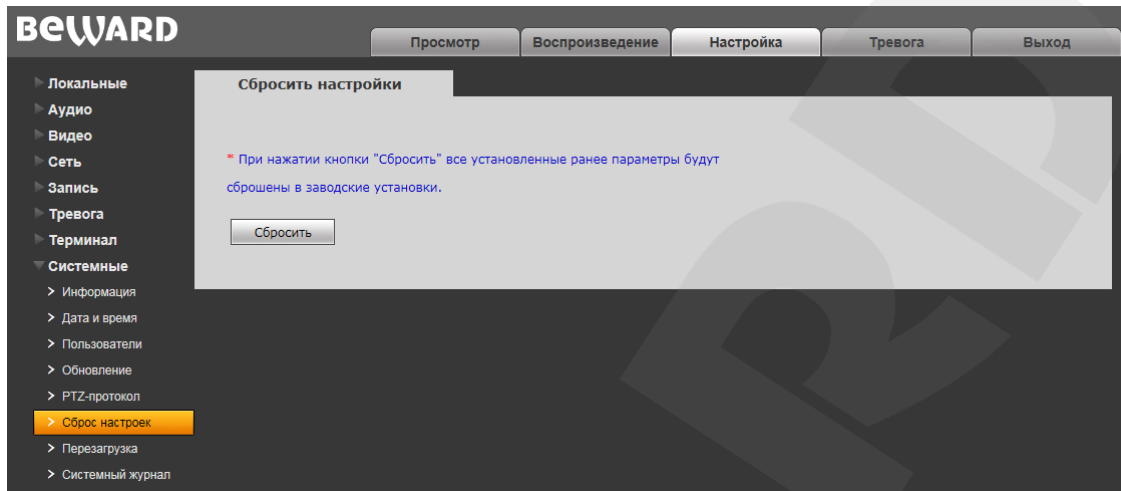 BEWARD
Просмотр
Воспроизведение
Настройка
Тревога
Выход
Локальные
Аудио
Видео
Сеть
Запись
Тревога
Терминал
Системные
Информация
Дата и время
Пользователи
Обновление
PTZ-протокол
Сброс настроек
Перезагрузка
Системный журнал
Сбросить настройки
* При нажатии кнопки "Сбросить" все установленные ранее параметры будут
сброшены в заводские установки.
Сбросить